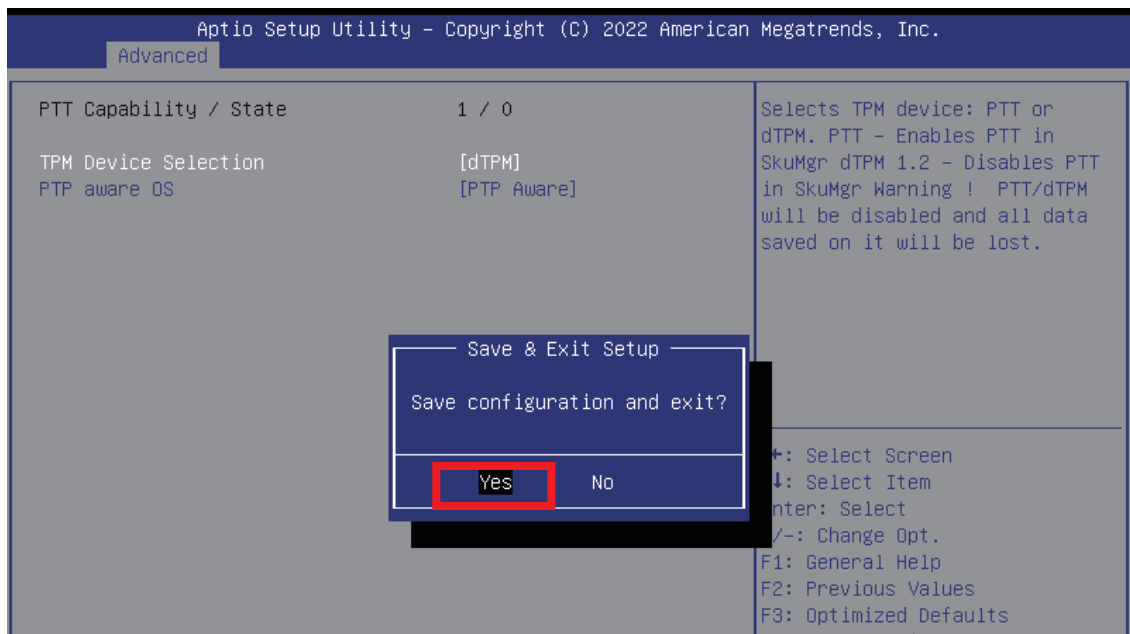 Aptio Setup Utility – Copyright (C) 2022 American Megatrends, Inc.
Advanced
PTT Capability / State 1 / 0
TPM Device Selection [dTPM]
PTP aware OS [PTP Aware]
Selects TPM device: PTT or
dTPM. PTT – Enables PTT in
SkuMgr dTPM 1.2 – Disables PTT
in SkuMgr Warning ! PTT/dTPM
will be disabled and all data
saved on it will be lost.
Save & Exit Setup
Save configuration and exit?
Yes No
: Select Screen
: Select Item
nter: Select
/-: Change Opt.
F1: General Help
F2: Previous Values
F3: Optimized Defaults